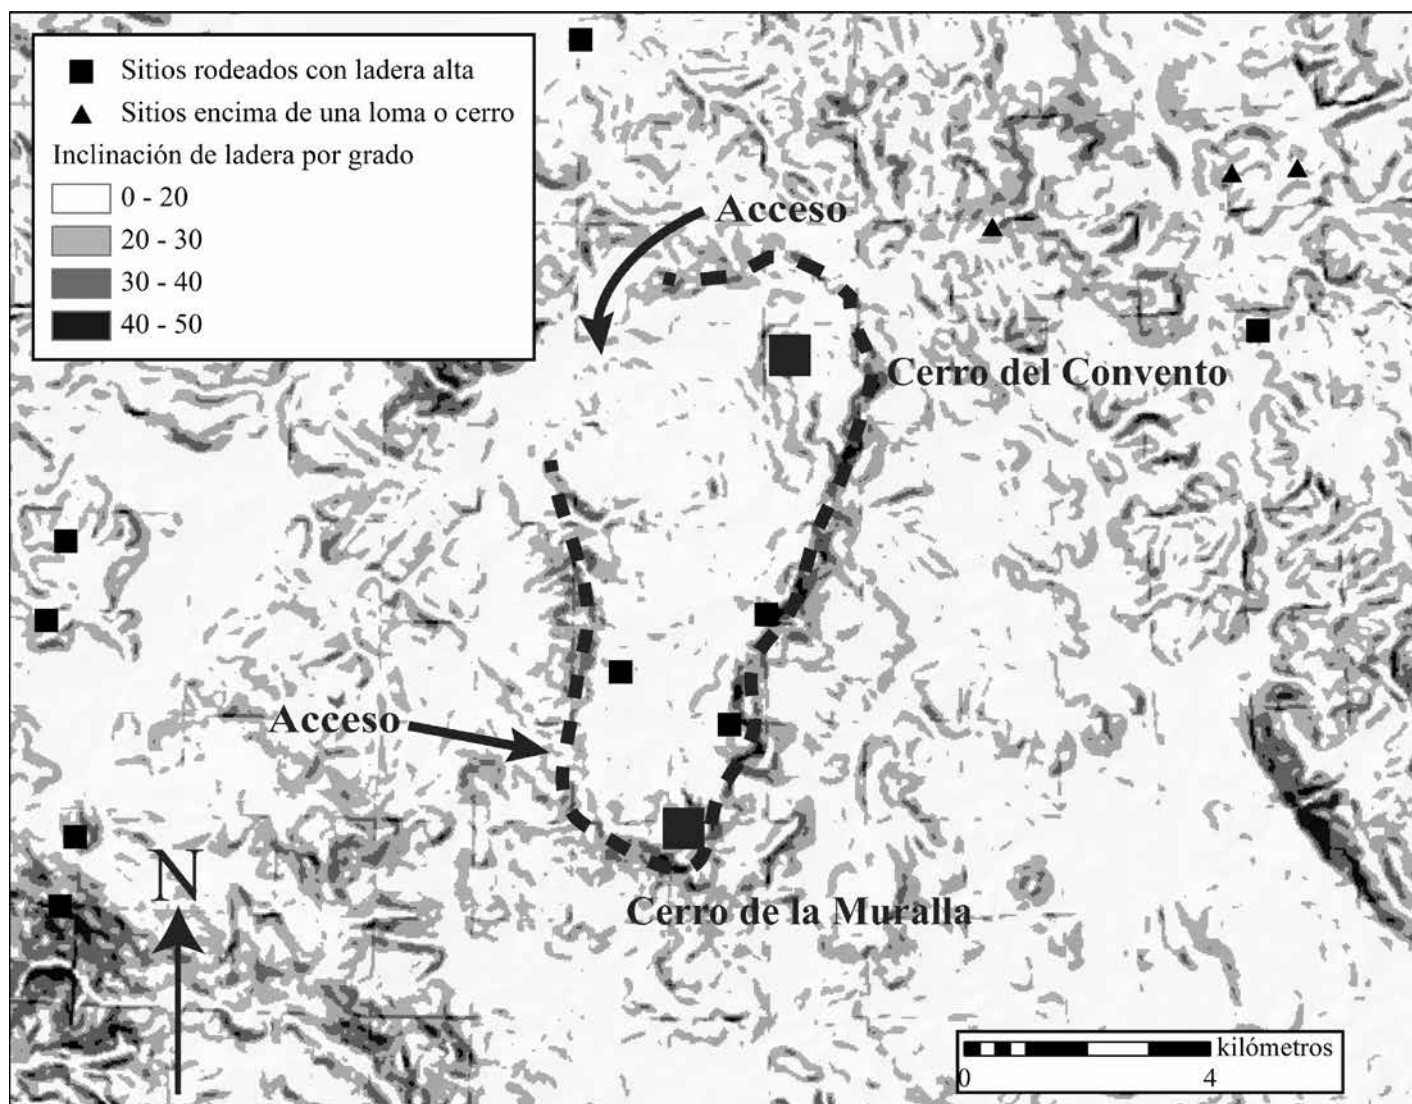 Sitios rodeados con ladera alta
Sitios encima de una loma o cerro
Inclinación de ladera por grado
0 - 20
20 - 30
30 - 40
40 - 50
Acceso
Cerro del Convento
Acceso
N
Cerro de la Muralla
kilómetros
0 4